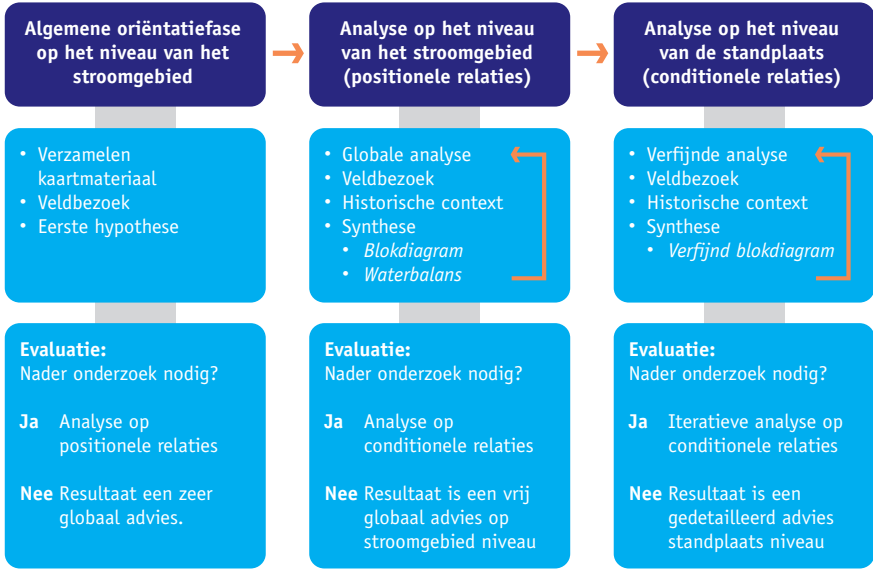 Algemene oriëntatiefase
op het niveau van het
stroomgebied
• Verzamelen
kaartmateriaal
• Veldbezoek
• Eerste hypothese
Evaluatie:
Nader onderzoek nodig?
Ja Analyse op
positionele relaties
Nee Resultaat een zeer
globaal advies.
Analyse op het niveau
van het stroomgebied
(positionele relaties)
• Globale analyse
• Veldbezoek
• Historische context
• Synthese
• Blokdiagram
• Waterbalans
Evaluatie:
Nader onderzoek nodig?
Ja Analyse op
conditionele relaties
Nee Resultaat is een vrij
globaal advies op
stroomgebied niveau
Analyse op het niveau
van de standplaats
(conditionele relaties)
• Verfijnde analyse
• Veldbezoek
• Historische context
• Synthese
• Verfijnd blokdiagram
Evaluatie:
Nader onderzoek nodig?
Ja Iteratieve analyse op
conditionele relaties
Nee Resultaat is een
gedetailleerd advies
standplaats niveau